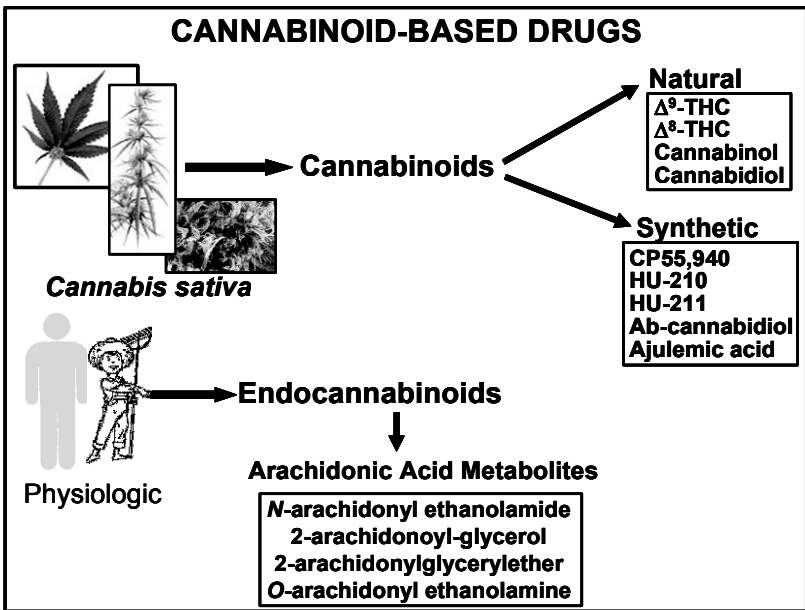 CANNABINOID-BASED DRUGS
Natural
Δ⁹-THC
Δ⁸-THC
Cannabinol
Cannabidiol
Cannabinoids
Synthetic
CP55,940
HU-210
HU-211
Ab-cannabidiol
Ajulemic acid
Cannabis sativa
Endocannabinoids
Arachidonic Acid Metabolites
Physiologic
N-arachidonyl ethanolamide
2-arachidonoyl-glycerol
2-arachidonylglycerylether
O-arachidonyl ethanolamine